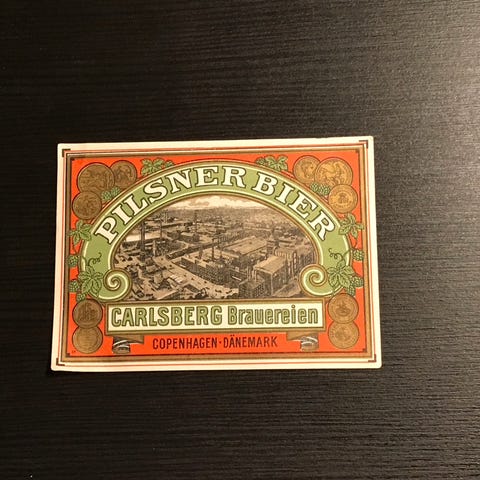 PILSNER BIER
CARLSBERG Brauereien
COPENHAGEN-DÄNEMARK